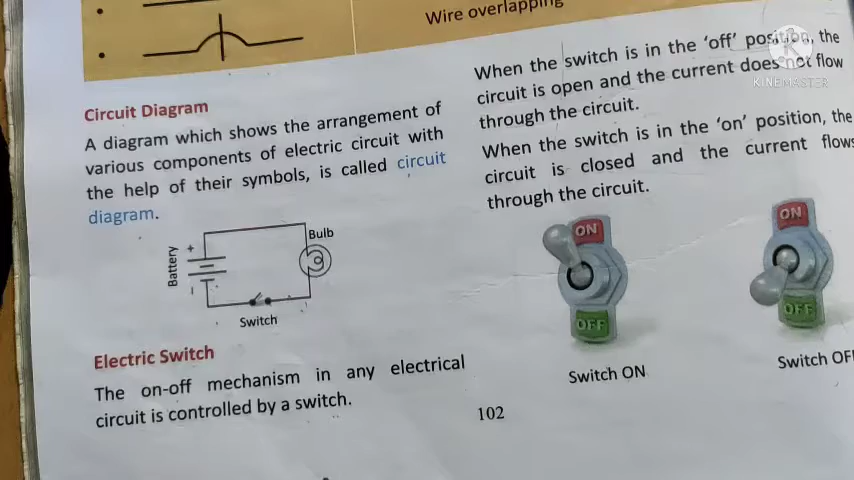 Wire overlapping
Circuit Diagram
A diagram which shows the arrangement of
various components of electric circuit with
the help of their symbols, is called circuit
diagram.
Battery
+
Bulb
-
Switch
Electric Switch
The on-off mechanism in any electrical
circuit is controlled by a switch.
When the switch is in the ‘off’ position, the
circuit is open and the current does not flow
through the circuit.
When the switch is in the ‘on’ position, the
circuit is closed and the current flows
through the circuit.
ON
OFF
Switch ON
ON
OFF
Switch OFF
102
K
KINEMASTER